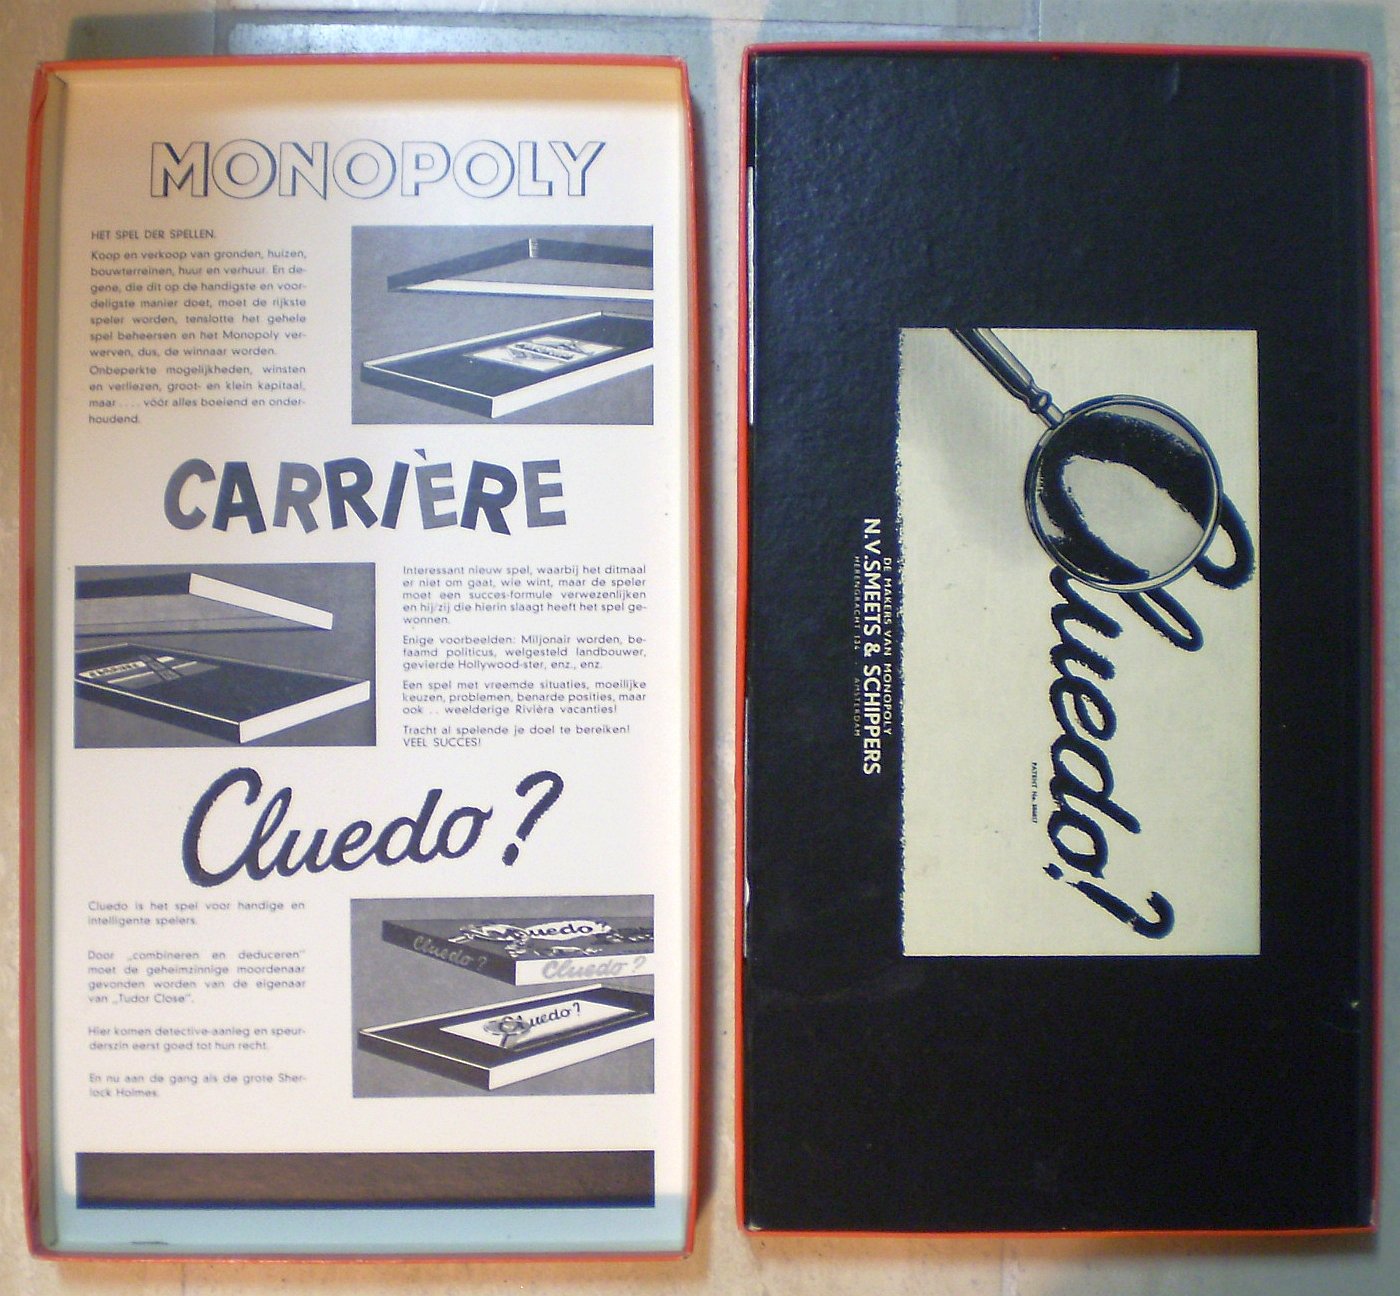 MONOPOLY
HET SPEL DER SPELLEN.
Koop en verkoop van gronden, huizen,
bouwterreinen, huur en verhuur. En de-
gene, die dit op de handigste en voor-
deligste manier doet, moet de rijkste
speler worden, tenslotte het gehele
spel beheersen en het Monopoly ver-
werven, dus, de winnaar worden.
Onbeperkte mogelijkheden, winsten
en verliezen, groot- en klein kapitaal,
maar .... vóór alles boeiend en onder-
houdend.
CARRIÈRE
Interessant nieuw spel, waarbij het ditmaal
er niet om gaat, wie wint, maar de speler
moet een succes-formule verwezenlijken
en hij/zij die hierin slaagt heeft het spel ge-
wonnen.
Enige voorbeelden: Miljonair worden, be-
faamd politicus, welgesteld landbouwer,
gevierde Hollywood-ster, enz., enz.
Een spel met vreemde situaties, moeilijke
keuzen, problemen, benarde posities, maar
ook .. weelderige Rivièra vacanties!
Tracht al spelende je doel te bereiken!
VEEL SUCCES!
Cluedo?
Cluedo is het spel voor handige en
intelligente spelers.
Door „combineren en deduceren"
moet de geheimzinnige moordenaar
gevonden worden van de eigenaar
van „Tudor Close".
Hier komen detective-aanleg en speur-
derszin eerst goed tot hun recht.
En nu aan de gang als de grote Sher-
lock Holmes.
Cluedo?
Cluedo?
Cluedo?
Cluedo?
Cluedo?
PATENT No.
DE MAKERS VAN MONOPOLY
N.V. SMEETS & SCHIPPERS
HERENGRACHT 134 AMSTERDAM